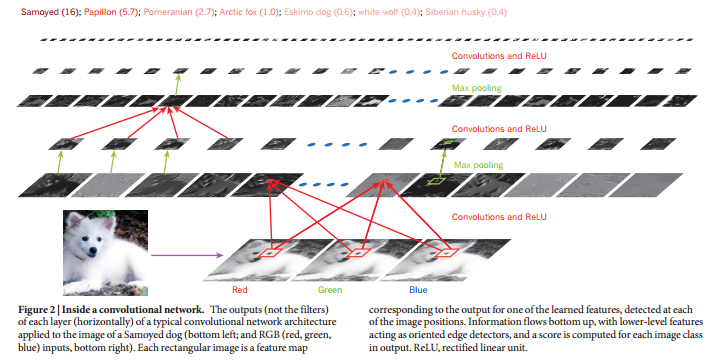 Samoyed (16); Papillon (5.7); Pomeranian (2.7); Arctic fox (1.0); Eskimo dog (0.6); white wolf (0.4); Siberian husky (0.4)
Convolutions and ReLU
Max pooling
Convolutions and ReLU
Max pooling
Convolutions and ReLU
Red
Green
Blue
Figure 2 | Inside a convolutional network. The outputs (not the filters)
of each layer (horizontally) of a typical convolutional network architecture
applied to the image of a Samoyed dog (bottom left; and RGB (red, green,
blue) inputs, bottom right). Each rectangular image is a feature map
corresponding to the output for one of the learned features, detected at each
of the image positions. Information flows bottom up, with lower-level features
acting as oriented edge detectors, and a score is computed for each image class
in output. ReLU, rectified linear unit.